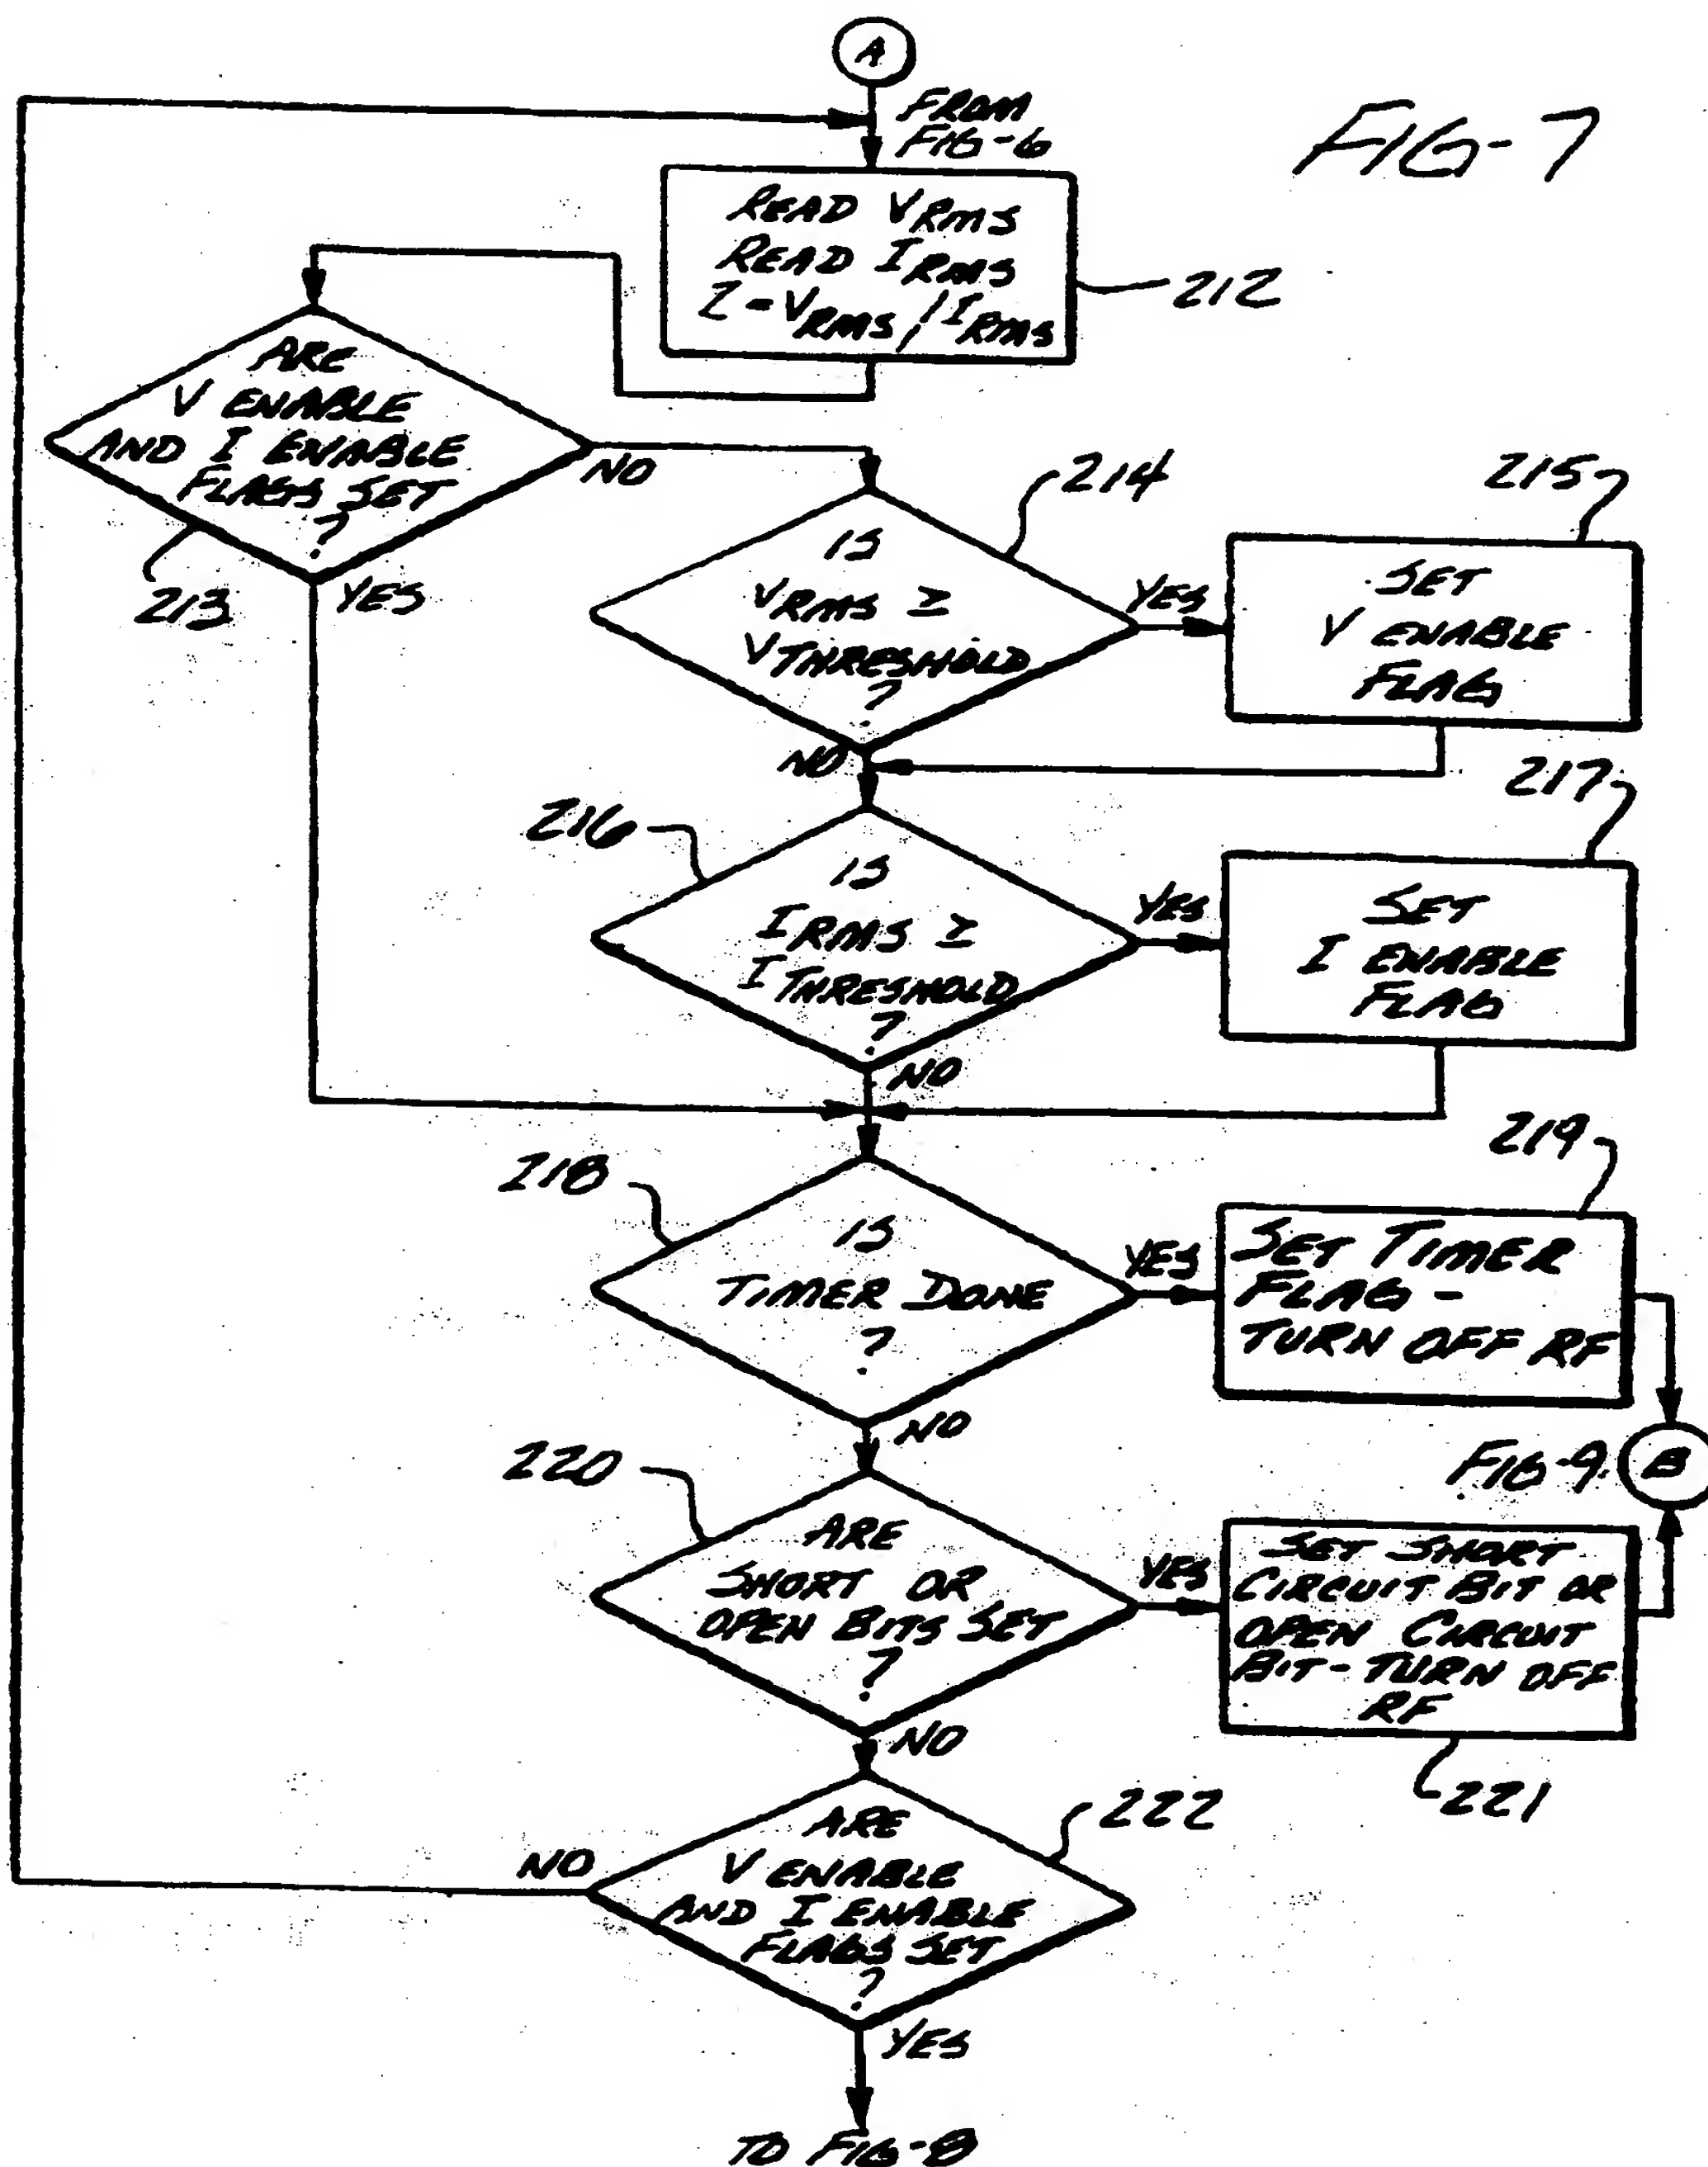 A
FROM
FIG-6
FIG-7
READ VRMS
READ IRMS
Z=VRMS/IRMS
212
ARE
V ENABLE
AND I ENABLE
FLAGS SET
?
NO
213
YES
214
IS
VRMS ≥
VTHRESHOLD
?
YES
NO
215
SET
V ENABLE
FLAG
216
IS
IRMS ≥
ITHRESHOLD
?
YES
NO
217
SET
I ENABLE
FLAG
218
IS
TIMER DONE
?
YES
NO
219
SET TIMER
FLAG -
TURN OFF RF
FIG-9
B
220
ARE
SHORT OR
OPEN BITS SET
?
YES
NO
SET SHORT
CIRCUIT BIT OR
OPEN CIRCUIT
BIT-TURN OFF
RF
221
222
ARE
V ENABLE
AND I ENABLE
FLAGS SET
?
NO
YES
TO FIG-8